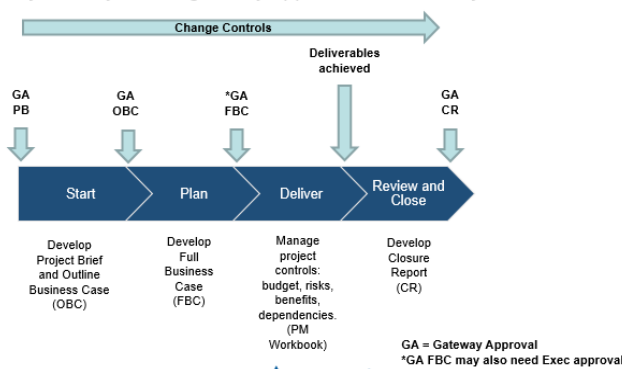 Change Controls
Deliverables
achieved
GA
PB
GA
OBC
*GA
FBC
GA
CR
Start
Plan
Deliver
Review and
Close
Develop
Project Brief
and Outline
Business Case
(OBC)
Develop
Full
Business
Case
(FBC)
Manage
project
controls:
budget, risks,
benefits,
dependencies.
(PM
Workbook)
Develop
Closure
Report
(CR)
GA = Gateway Approval
*GA FBC may also need Exec approval